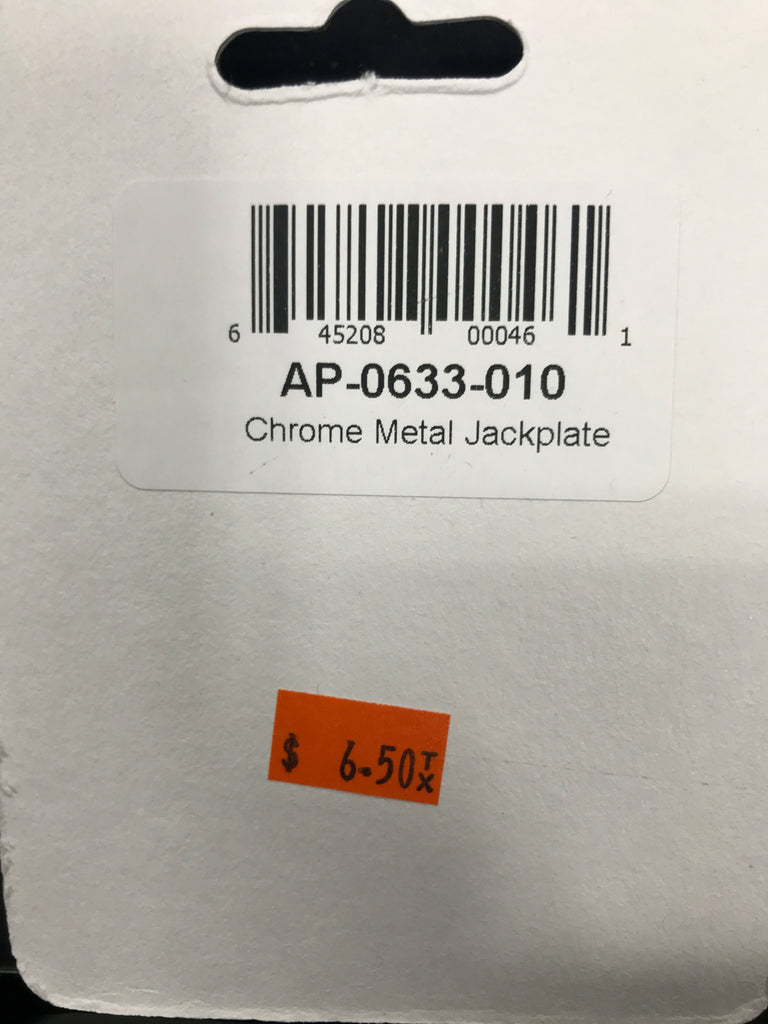 6 45208 00046 1
AP-0633-010
Chrome Metal Jackplate
$ 6.50 TX